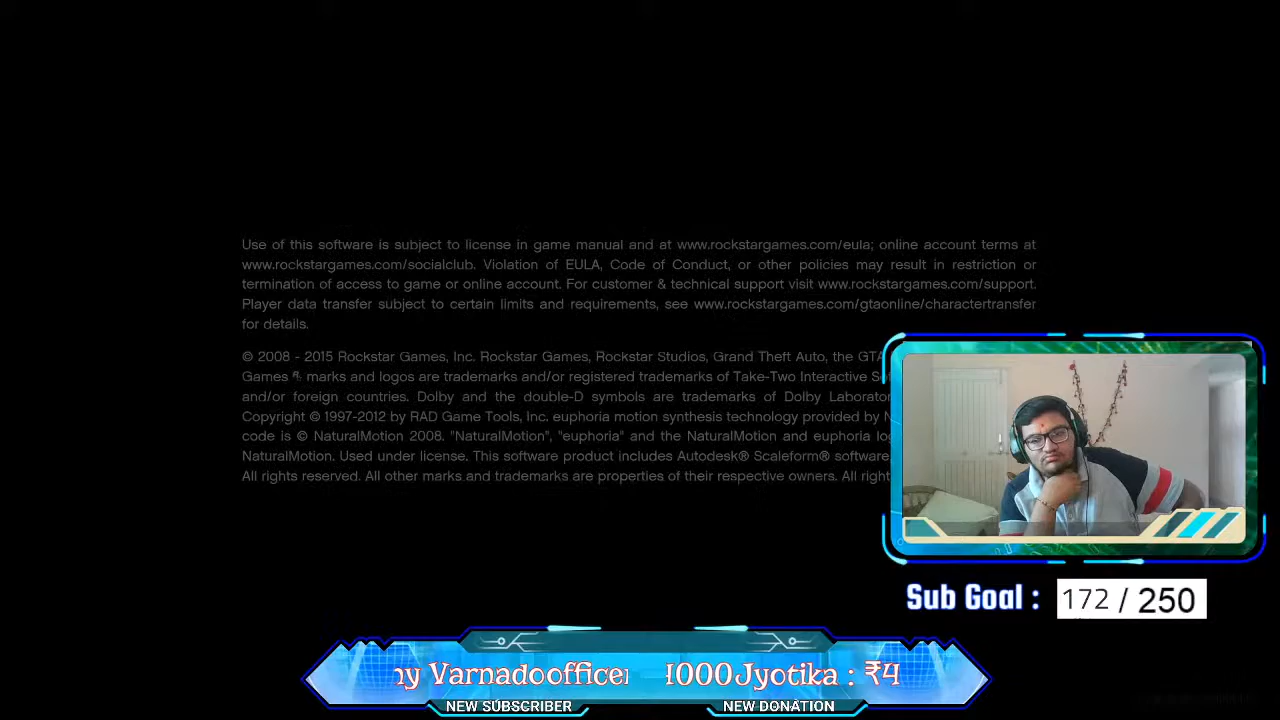 Use of this software is subject to license in game manual and at www.rockstargames.com/eula; online account terms at
www.rockstargames.com/socialclub. Violation of EULA, Code of Conduct, or other policies may result in restriction or
termination of access to game or online account. For customer & technical support visit www.rockstargames.com/support.
Player data transfer subject to certain limits and requirements, see www.rockstargames.com/gtaonline/charactertransfer
for details.
© 2008 - 2015 Rockstar Games, Inc. Rockstar Games, Rockstar Studios, Grand Theft Auto, the GTA
Games marks and logos are trademarks and/or registered trademarks of Take-Two Interactive
and/or foreign countries. Dolby and the double-D symbols are trademarks of Dolby
Copyright © 1997-2012 by RAD Game Tools, Inc. euphoria motion synthesis technology provided by
code is © NaturalMotion 2008. "NaturalMotion", "euphoria" and the NaturalMotion and euphoria
NaturalMotion. Used under license. This software product includes Autodesk® Scaleform® software,
All rights reserved. All other marks and trademarks are properties of their respective owners. All
Sub Goal : 172 / 250
Varnadoofficer 1000 Jyotika : ₹4
NEW SUBSCRIBER NEW DONATION